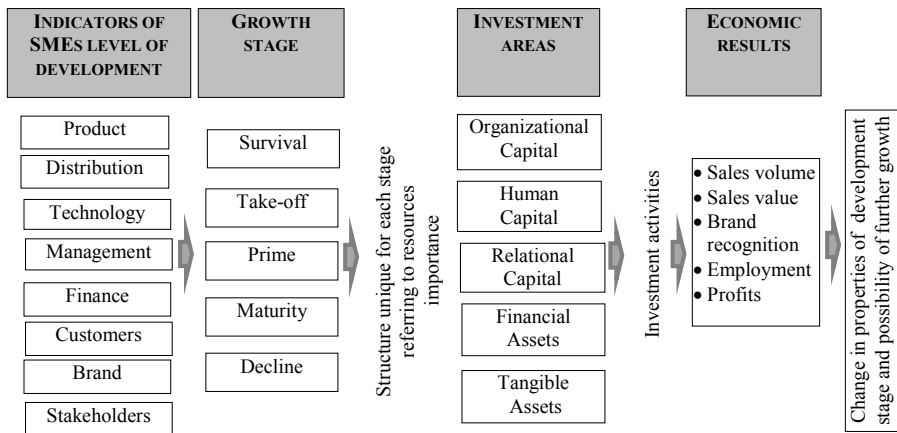 INDICATORS OF
SMES LEVEL OF
DEVELOPMENT
Product
Distribution
Technology
Management
Finance
Customers
Brand
Stakeholders
GROWTH
STAGE
Survival
Take-off
Prime
Maturity
Decline
Structure unique for each stage
referring to resources
importance
INVESTMENT
AREAS
Organizational
Capital
Human
Capital
Relational
Capital
Financial
Assets
Tangible
Assets
Investment activities
ECONOMIC
RESULTS
• Sales volume
• Sales value
• Brand
recognition
• Employment
• Profits
Change in properties of development
stage and possibility of further growth